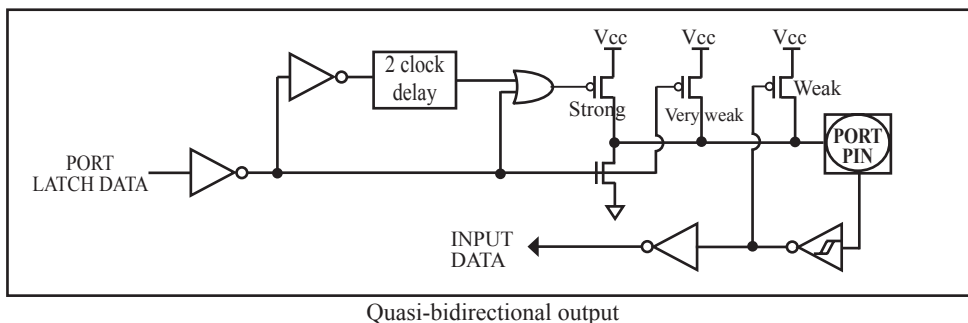 Vcc
Vcc
Vcc
2 clock
delay
Strong
Very weak
Weak
PORT
LATCH DATA
PORT
PIN
INPUT
DATA
Quasi-bidirectional output